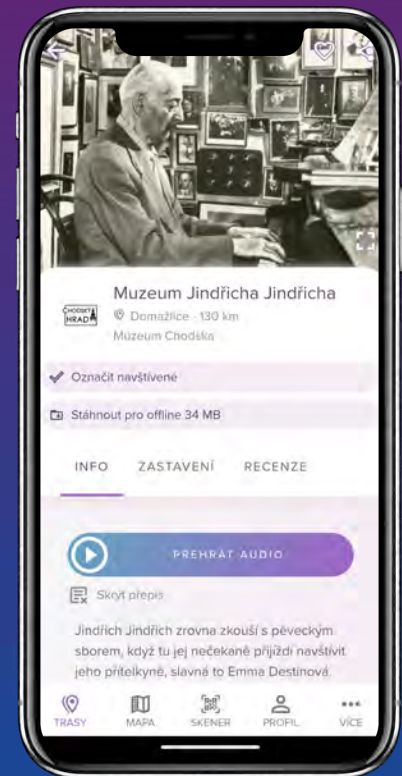 Muzeum Jindřicha Jindřicha
CHODSKÝ
HRAD
Domažlice - 130 km
Muzeum Chodska
Označit navštívené
Stáhnout pro offline 34 MB
INFO ZASTAVENÍ RECENZE
PŘEHRÁT AUDIO
Skrýt přepis
Jindřich Jindřich zrovna zkouší s pěveckým
sborem, když tu jej nečekaně přijíždí navštívit
jeho přítelkyně, slavná to Emma Destinová.
TRASY MAPA SKENER PROFIL VÍCE